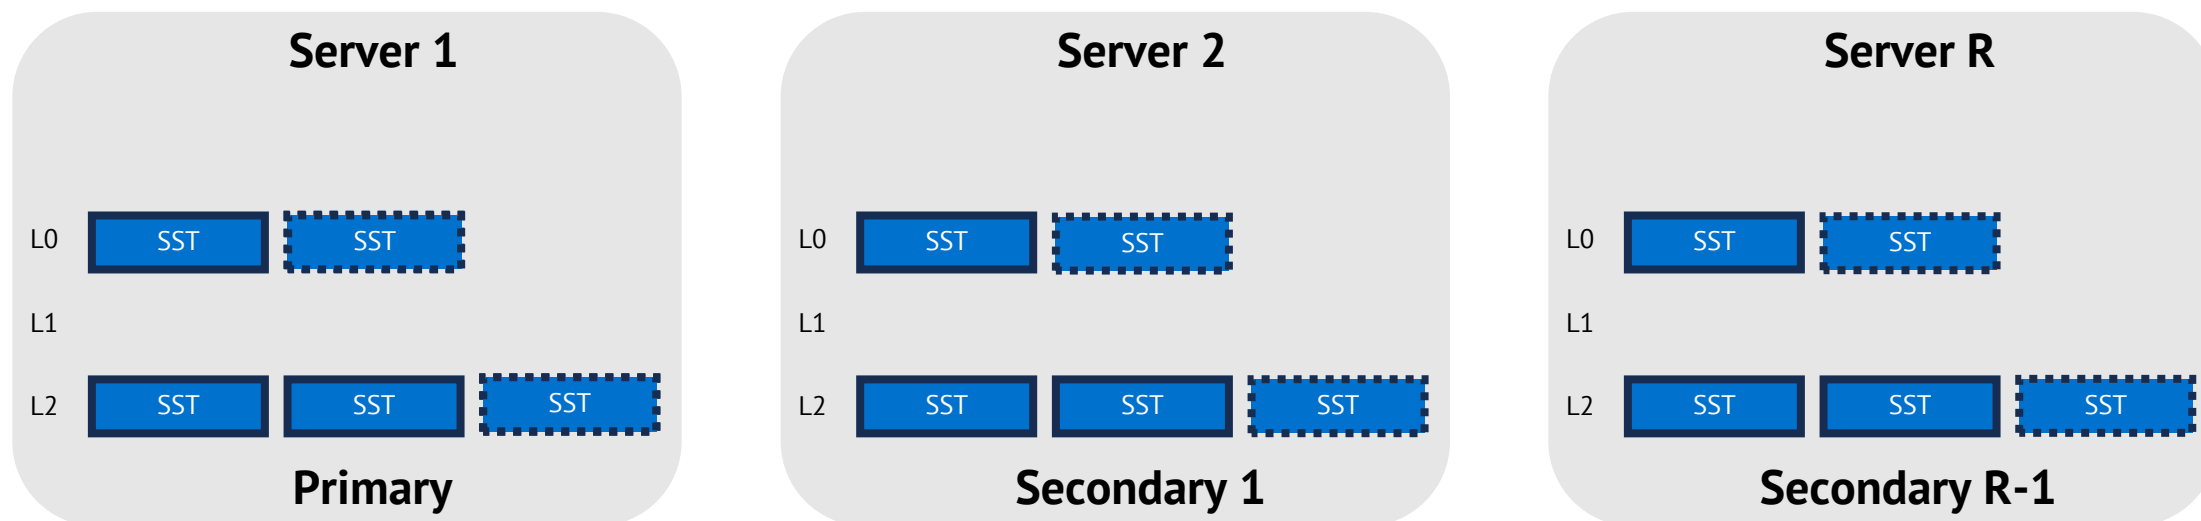 Server 1
Server 2
Server R
L0 SST SST
L0 SST SST
L0 SST SST
L1
L1
L1
L2 SST SST SST
L2 SST SST SST
L2 SST SST SST
Primary
Secondary 1
Secondary R-1